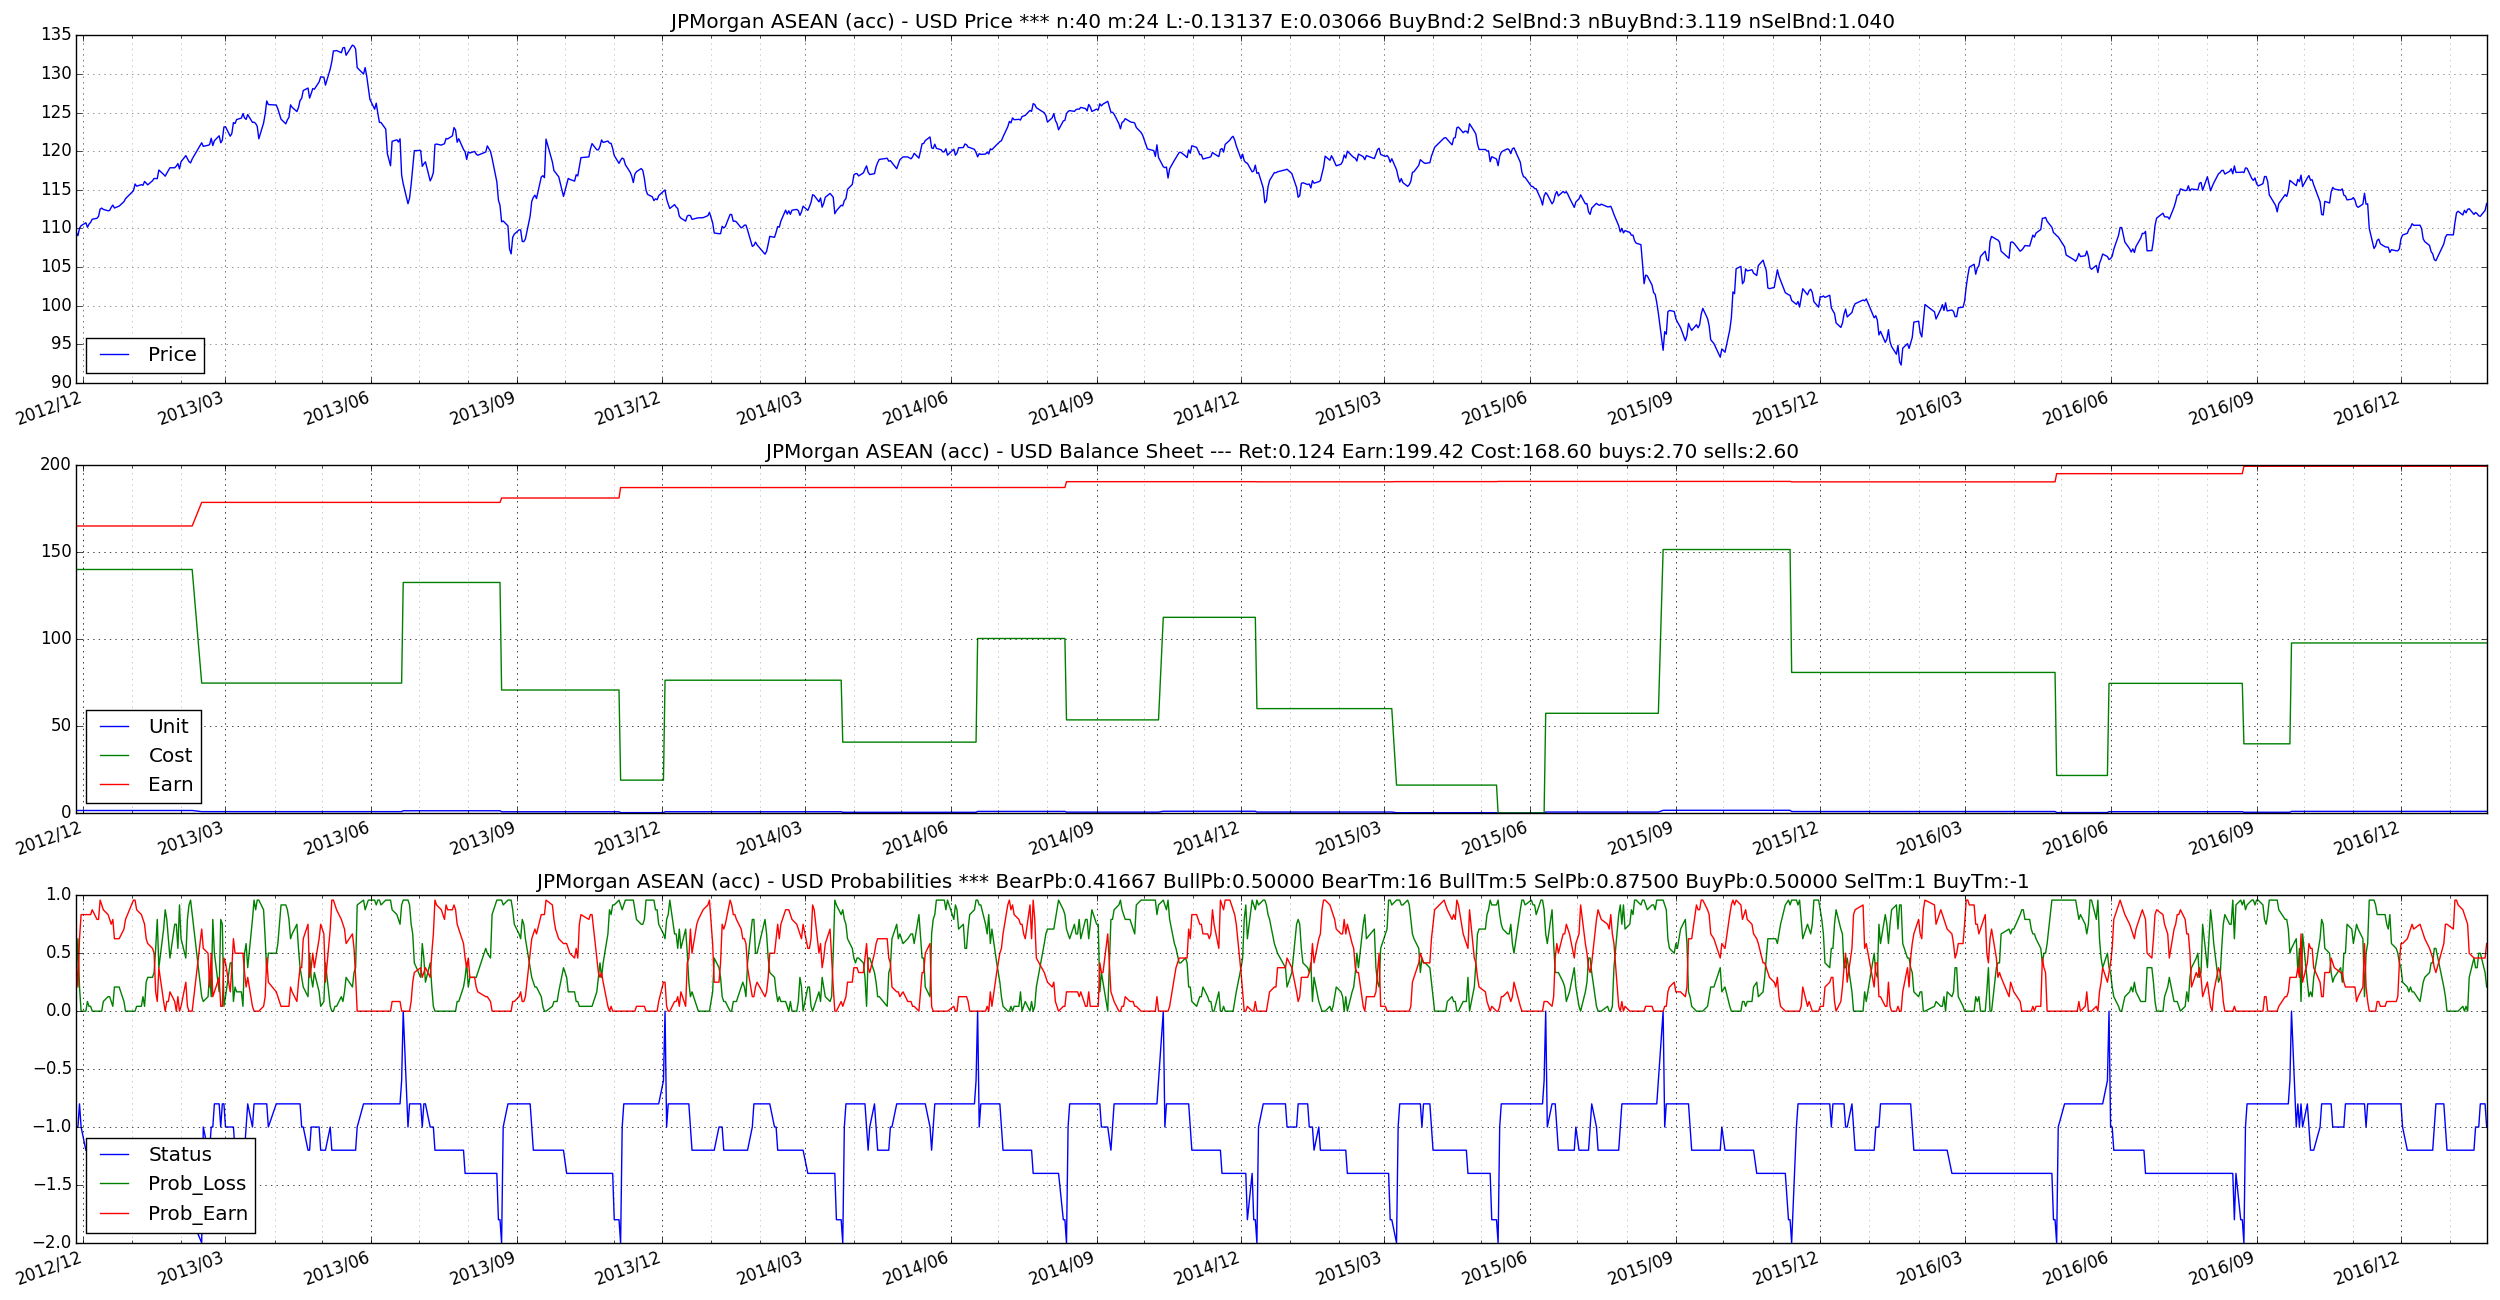 JPMorgan ASEAN (acc) - USD Price *** n:40 m:24 L:-0.13137 E:0.03066 BuyBnd:2 SelBnd:3 nBuyBnd:3.119 nSelBnd:1.040
135
130
125
120
115
110
105
100
95
90
Price
2012/12 2013/03 2013/06 2013/09 2013/12 2014/03 2014/06 2014/09 2014/12 2015/03 2015/06 2015/09 2015/12 2016/03 2016/06 2016/09 2016/12
JPMorgan ASEAN (acc) - USD Balance Sheet --- Ret:0.124 Earn:199.42 Cost:168.60 buys:2.70 sells:2.60
200
150
100
50
0
Unit
Cost
Earn
2012/12 2013/03 2013/06 2013/09 2013/12 2014/03 2014/06 2014/09 2014/12 2015/03 2015/06 2015/09 2015/12 2016/03 2016/06 2016/09 2016/12
JPMorgan ASEAN (acc) - USD Probabilities *** BearPb:0.41667 BullPb:0.50000 BearTm:16 BullTm:5 SelPb:0.87500 BuyPb:0.50000 SelTm:1 BuyTm:-1
1.0
0.5
0.0
−0.5
−1.0
−1.5
−2.0
Status
Prob_Loss
Prob_Earn
2012/12 2013/03 2013/06 2013/09 2013/12 2014/03 2014/06 2014/09 2014/12 2015/03 2015/06 2015/09 2015/12 2016/03 2016/06 2016/09 2016/12